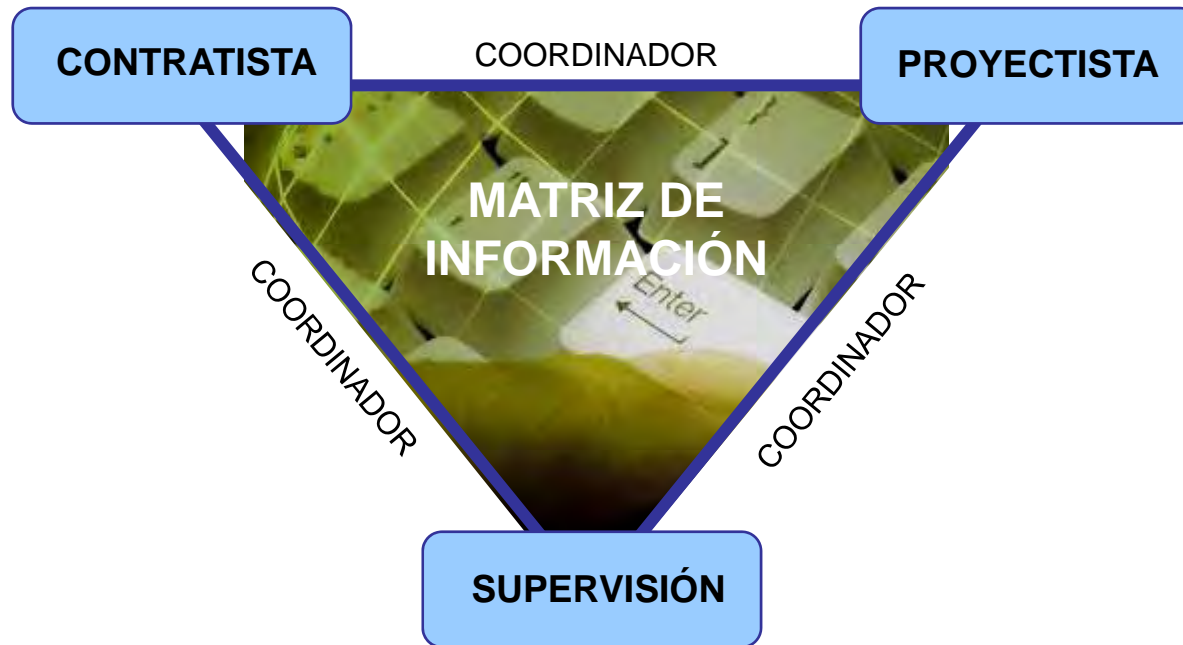 CONTRATISTA
COORDINADOR
PROYECTISTA
MATRIZ DE
INFORMACIÓN
Enter
COORDINADOR
COORDINADOR
SUPERVISIÓN